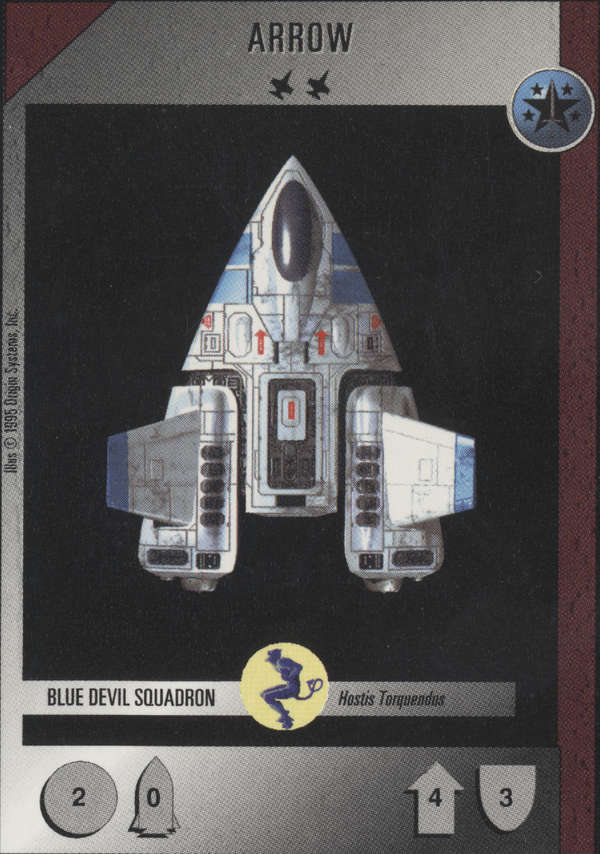 ARROW
Illus © 1995 Origin Systems, Inc.
BLUE DEVIL SQUADRON
Hostis Torquendus
2
0
4
3